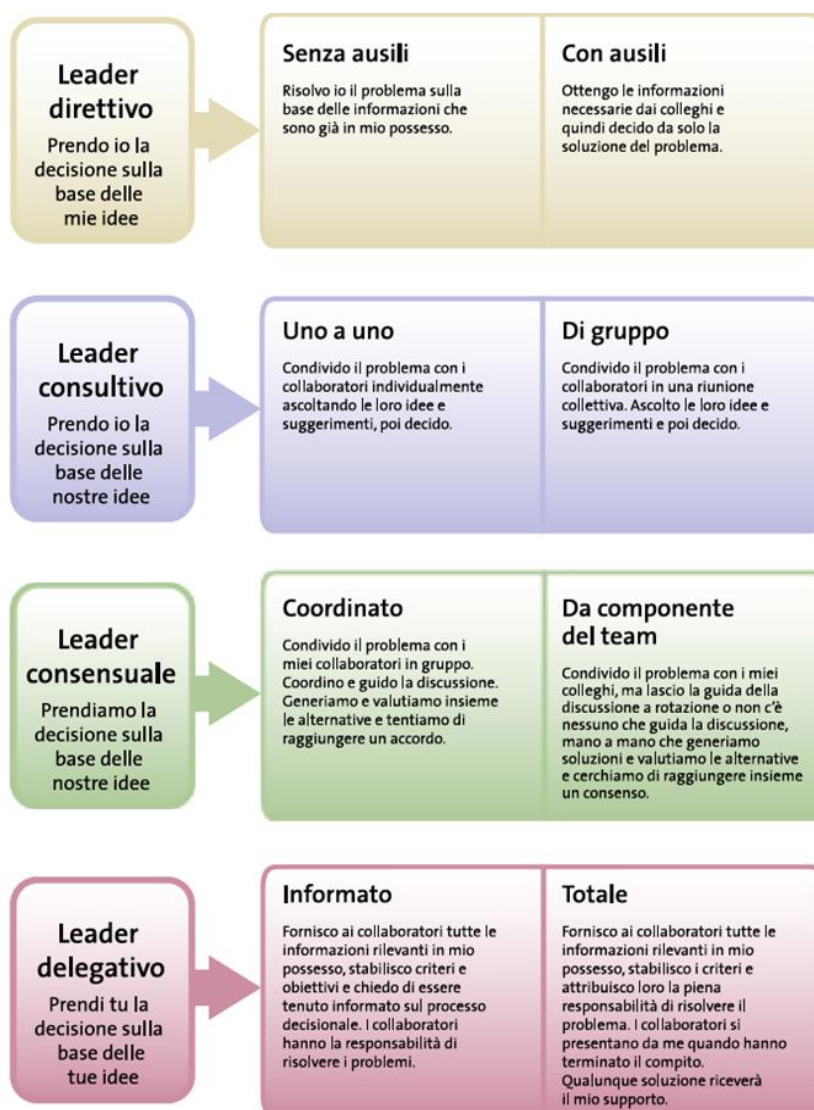 Leader
direttivo
Prendo io la
decisione sulla
base delle
mie idee
Senza ausili
Risolvo io il problema sulla
base delle informazioni che
sono già in mio possesso.
Con ausili
Ottengo le informazioni
necessarie dai colleghi e
quindi decido da solo la
soluzione del problema.
Leader
consultivo
Prendo io la
decisione sulla
base delle
nostre idee
Uno a uno
Condivido il problema con i
collaboratori individualmente
ascoltando le loro idee e
suggerimenti, poi decido.
Di gruppo
Condivido il problema con i
collaboratori in una riunione
collettiva. Ascolto le loro idee e
suggerimenti e poi decido.
Leader
consensuale
Prendiamo la
decisione sulla
base delle
nostre idee
Coordinato
Condivido il problema con i
miei collaboratori in gruppo.
Coordino e guido la discussione.
Generiamo e valutiamo insieme
le alternative e tentiamo di
raggiungere un accordo.
Da componente
del team
Condivido il problema con i miei
colleghi, ma lascio la guida della
discussione a rotazione o non c'è
nessuno che guida la discussione,
mano a mano che generiamo
soluzioni e valutiamo le alternative
e cerchiamo di raggiungere insieme
un consenso.
Leader
delegativo
Prendi tu la
decisione sulla
base delle
tue idee
Informato
Fornisco ai collaboratori tutte le
informazioni rilevanti in mio
possesso, stabilisco criteri e
obiettivi e chiedo di essere
tenuto informato sul processo
decisionale. I collaboratori
hanno la responsabilità di
risolvere i problemi.
Totale
Fornisco ai collaboratori tutte le
informazioni rilevanti in mio
possesso, stabilisco i criteri e
attribuisco loro la piena
responsabilità di risolvere il
problema. I collaboratori si
presentano da me quando hanno
terminato il compito.
Qualunque soluzione riceverà
il mio supporto.